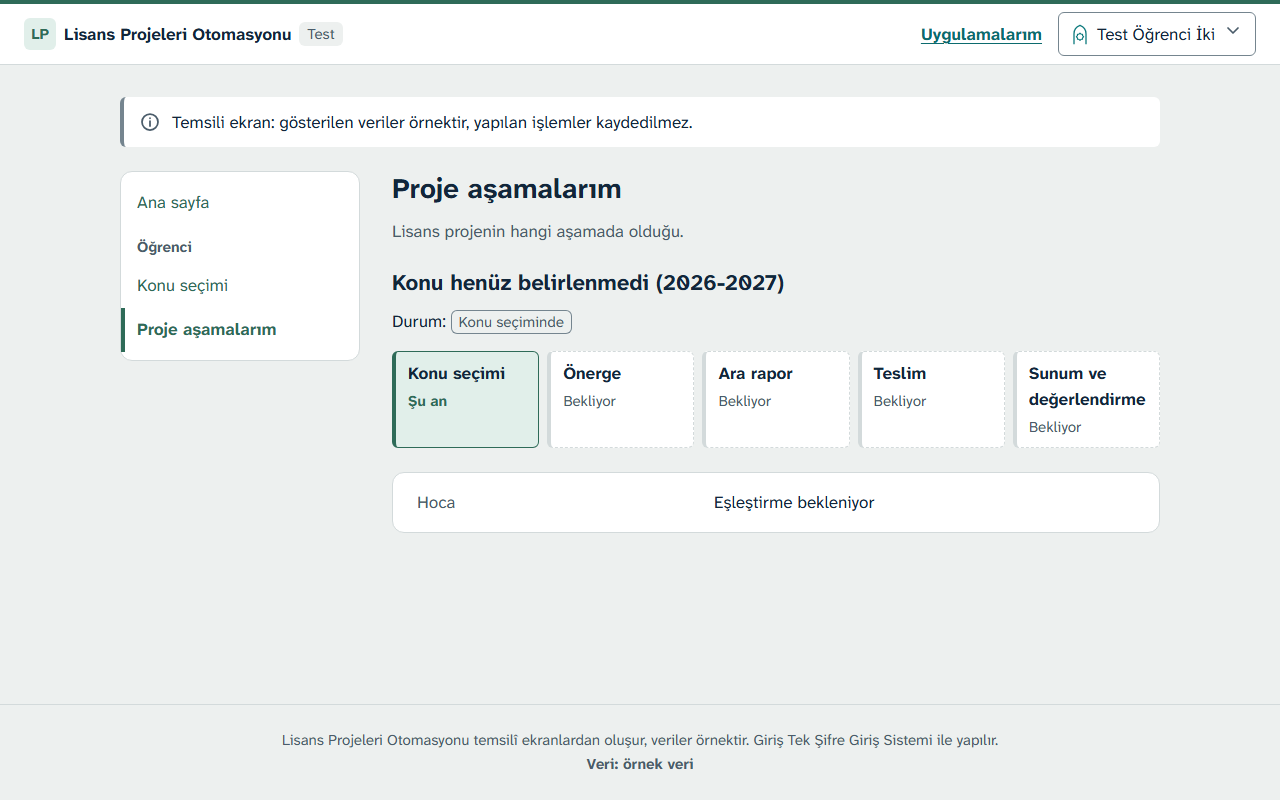 LP Lisans Projeleri Otomasyonu Test
Uygulamalarım
Test Öğrenci İki
Temsili ekran: gösterilen veriler örnektir, yapılan işlemler kaydedilmez.
Ana sayfa
Öğrenci
Konu seçimi
Proje aşamalarım
Proje aşamalarım
Lisans projenin hangi aşamada olduğu.
Konu henüz belirlenmedi (2026-2027)
Durum: Konu seçiminde
Konu seçimi
Şu an
Önerge
Bekliyor
Ara rapor
Bekliyor
Teslim
Bekliyor
Sunum ve
değerlendirme
Bekliyor
Hoca Eşleştirme bekleniyor
Lisans Projeleri Otomasyonu temsilî ekranlardan oluşur, veriler örnektir. Giriş Tek Şifre Giriş Sistemi ile yapılır.
Veri: örnek veri